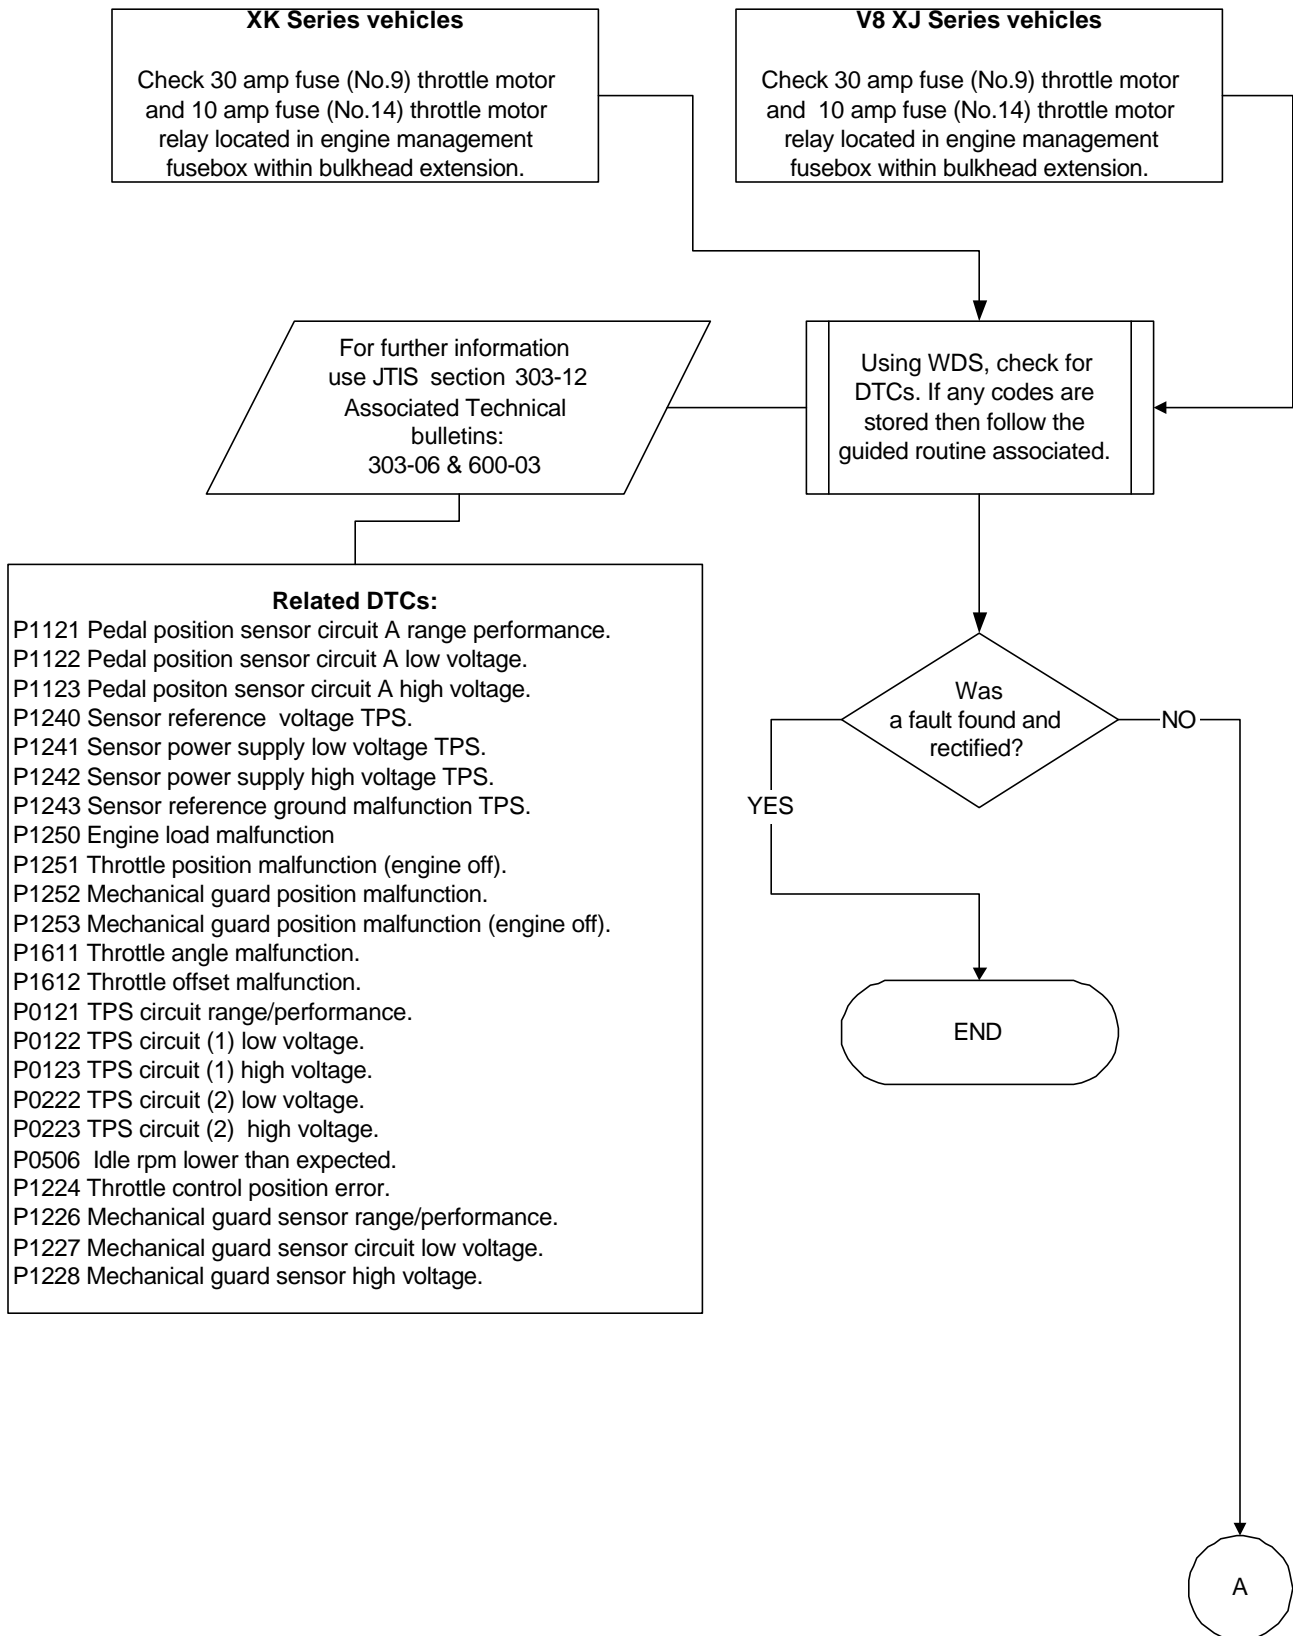 XK Series vehicles
Check 30 amp fuse (No.9) throttle motor
and 10 amp fuse (No.14) throttle motor
relay located in engine management
fusebox within bulkhead extension.
V8 XJ Series vehicles
Check 30 amp fuse (No.9) throttle motor
and 10 amp fuse (No.14) throttle motor
relay located in engine management
fusebox within bulkhead extension.
For further information
use JTIS section 303-12
Associated Technical
bulletins:
303-06 & 600-03
Using WDS, check for
DTCs. If any codes are
stored then follow the
guided routine associated.
Related DTCs:
P1121 Pedal position sensor circuit A range performance.
P1122 Pedal position sensor circuit A low voltage.
P1123 Pedal positon sensor circuit A high voltage.
P1240 Sensor reference voltage TPS.
P1241 Sensor power supply low voltage TPS.
P1242 Sensor power supply high voltage TPS.
P1243 Sensor reference ground malfunction TPS.
P1250 Engine load malfunction
P1251 Throttle position malfunction (engine off).
P1252 Mechanical guard position malfunction.
P1253 Mechanical guard position malfunction (engine off).
P1611 Throttle angle malfunction.
P1612 Throttle offset malfunction.
P0121 TPS circuit range/performance.
P0122 TPS circuit (1) low voltage.
P0123 TPS circuit (1) high voltage.
P0222 TPS circuit (2) low voltage.
P0223 TPS circuit (2) high voltage.
P0506 Idle rpm lower than expected.
P1224 Throttle control position error.
P1226 Mechanical guard sensor range/performance.
P1227 Mechanical guard sensor circuit low voltage.
P1228 Mechanical guard sensor high voltage.
Was
a fault found and
rectified?
NO
YES
END
A